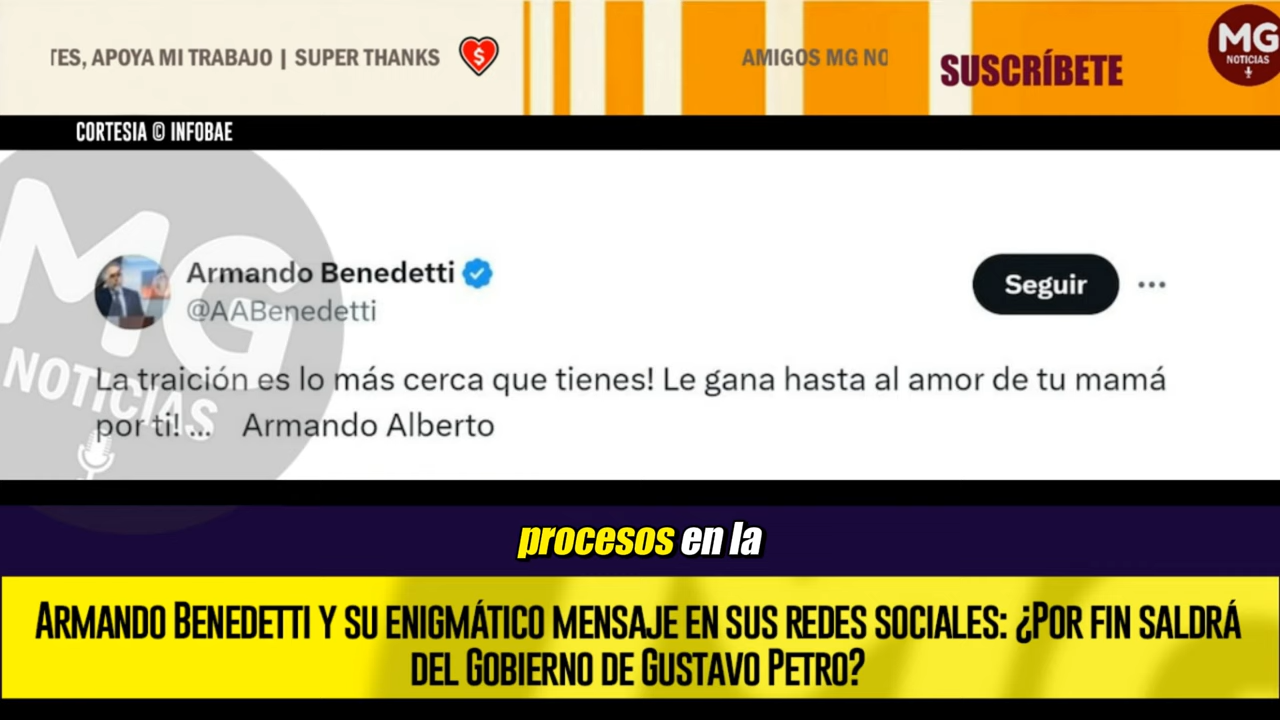 TES, APOYA MI TRABAJO | SUPER THANKS
AMIGOS MG NO
SUSCRÍBETE
MG
NOTICIAS
CORTESIA © INFOBAE
MG
NOTICIAS
Armando Benedetti
@AABenedetti
Seguir
La traición es lo más cerca que tienes! Le gana hasta al amor de tu mamá
por ti! ... Armando Alberto
procesos en la
ARMANDO BENEDETTI Y SU ENIGMÁTICO MENSAJE EN SUS REDES SOCIALES: ¿POR FIN SALDRÁ
DEL GOBIERNO DE GUSTAVO PETRO?